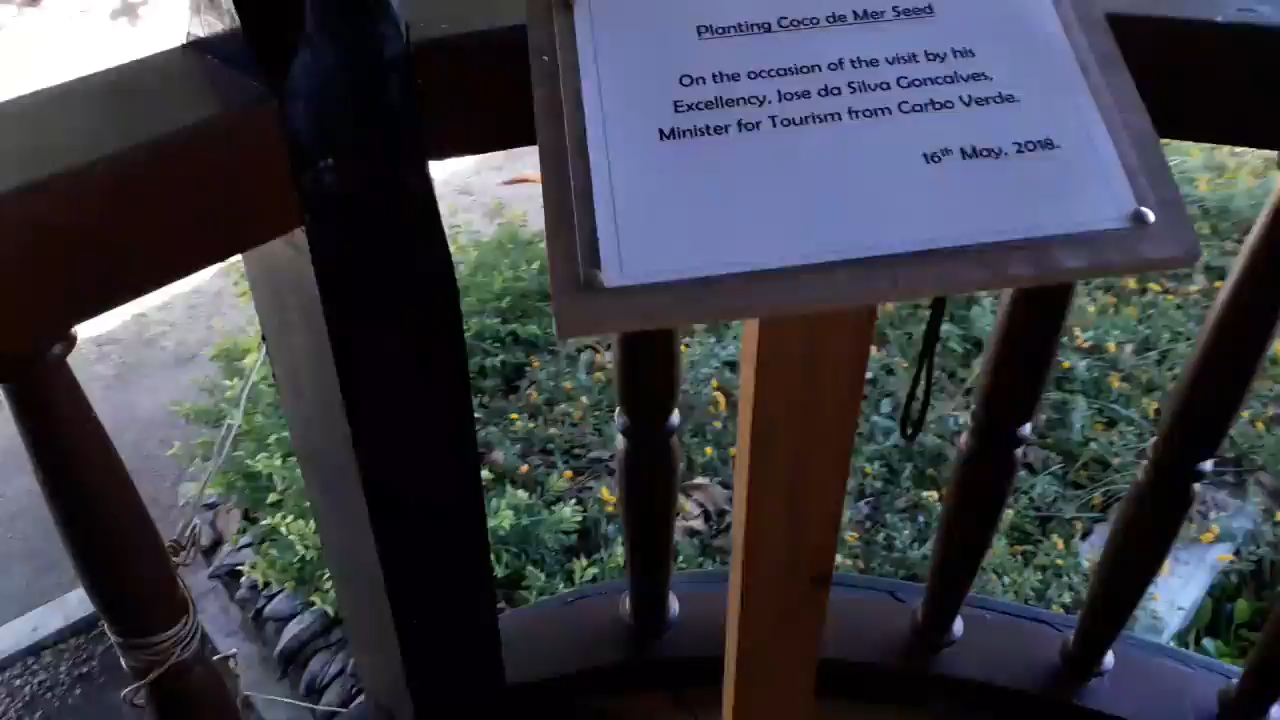 Planting Coco de Mer Seed
On the occasion of the visit by his
Excellency, Jose da Silva Goncalves,
Minister for Tourism from Carbo Verde.
16th May, 2018.